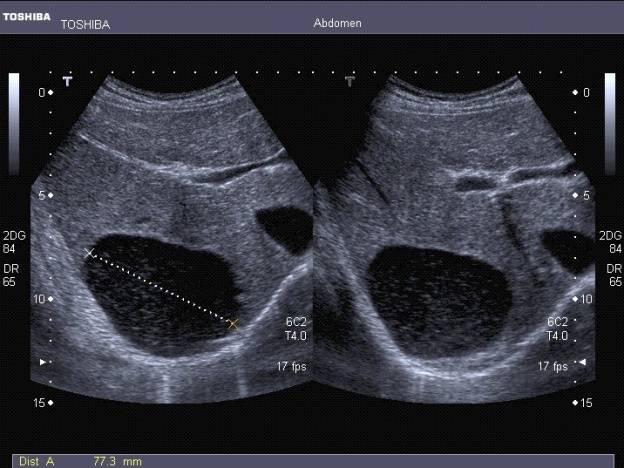 TOSHIBA TOSHIBA Abdomen
T T
0 0
5 5
2DG 2DG
84 84
DR DR
65 65
10 10
6C2 6C2
T4.0 T4.0
17 fps 17 fps
15 15
Dist A 77.3 mm